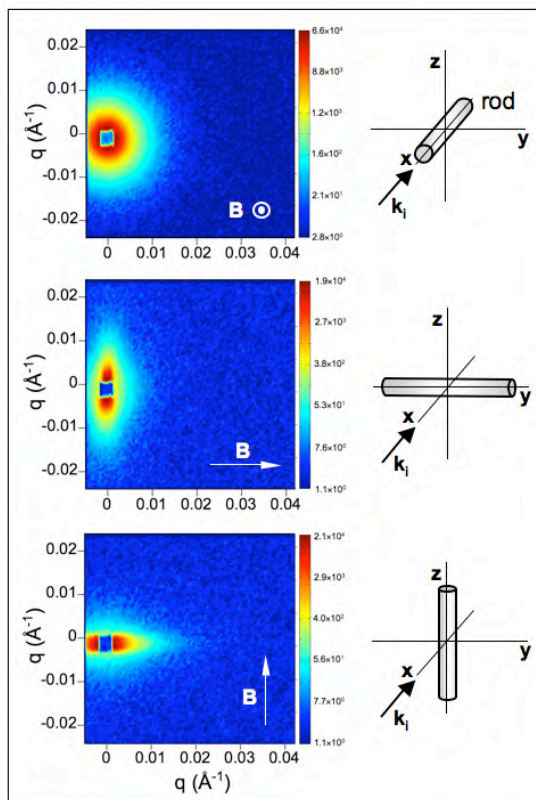 0.02
0.01
0
-0.01
-0.02
q (Å⁻¹)
B
0 0.01 0.02 0.03 0.04
6.6×10⁴
8.8×10³
1.2×10³
1.6×10²
2.1×10¹
2.8×10⁰
z
rod
x
y
kᵢ
0.02
0.01
0
-0.01
-0.02
q (Å⁻¹)
B
0 0.01 0.02 0.03 0.04
1.9×10⁴
2.7×10³
3.8×10²
5.3×10¹
7.6×10⁰
1.1×10⁰
z
x
y
kᵢ
0.02
0.01
0
-0.01
-0.02
q (Å⁻¹)
B
0 0.01 0.02 0.03 0.04
q (Å⁻¹)
2.1×10⁴
2.9×10³
4.0×10²
5.6×10¹
7.7×10⁰
1.1×10⁰
z
x
y
kᵢ